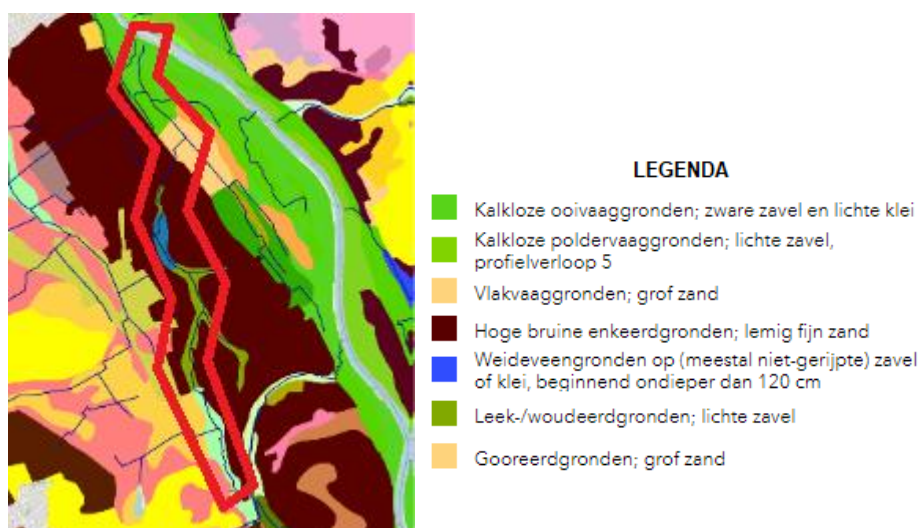 LEGENDA
Kalkloze ooivaaggronden; zware zavel en lichte klei
Kalkloze poldervaaggronden; lichte zavel,
profielverloop 5
Vlakvaaggronden; grof zand
Hoge bruine enkeerdgronden; lemig fijn zand
Weideveengronden op (meestal niet-gerijpte) zavel
of klei, beginnend ondieper dan 120 cm
Leek-/woudeerdgronden; lichte zavel
Gooreerdgronden; grof zand